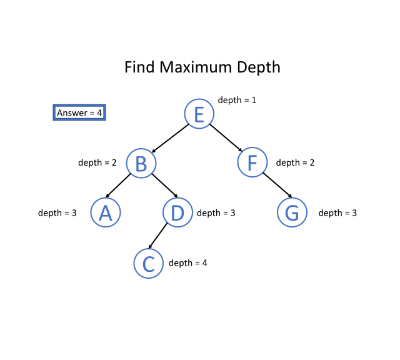 Find Maximum Depth
Answer = 4
E
depth = 1
depth = 2
B
F
depth = 2
depth = 3
A
D
depth = 3
G
depth = 3
C
depth = 4